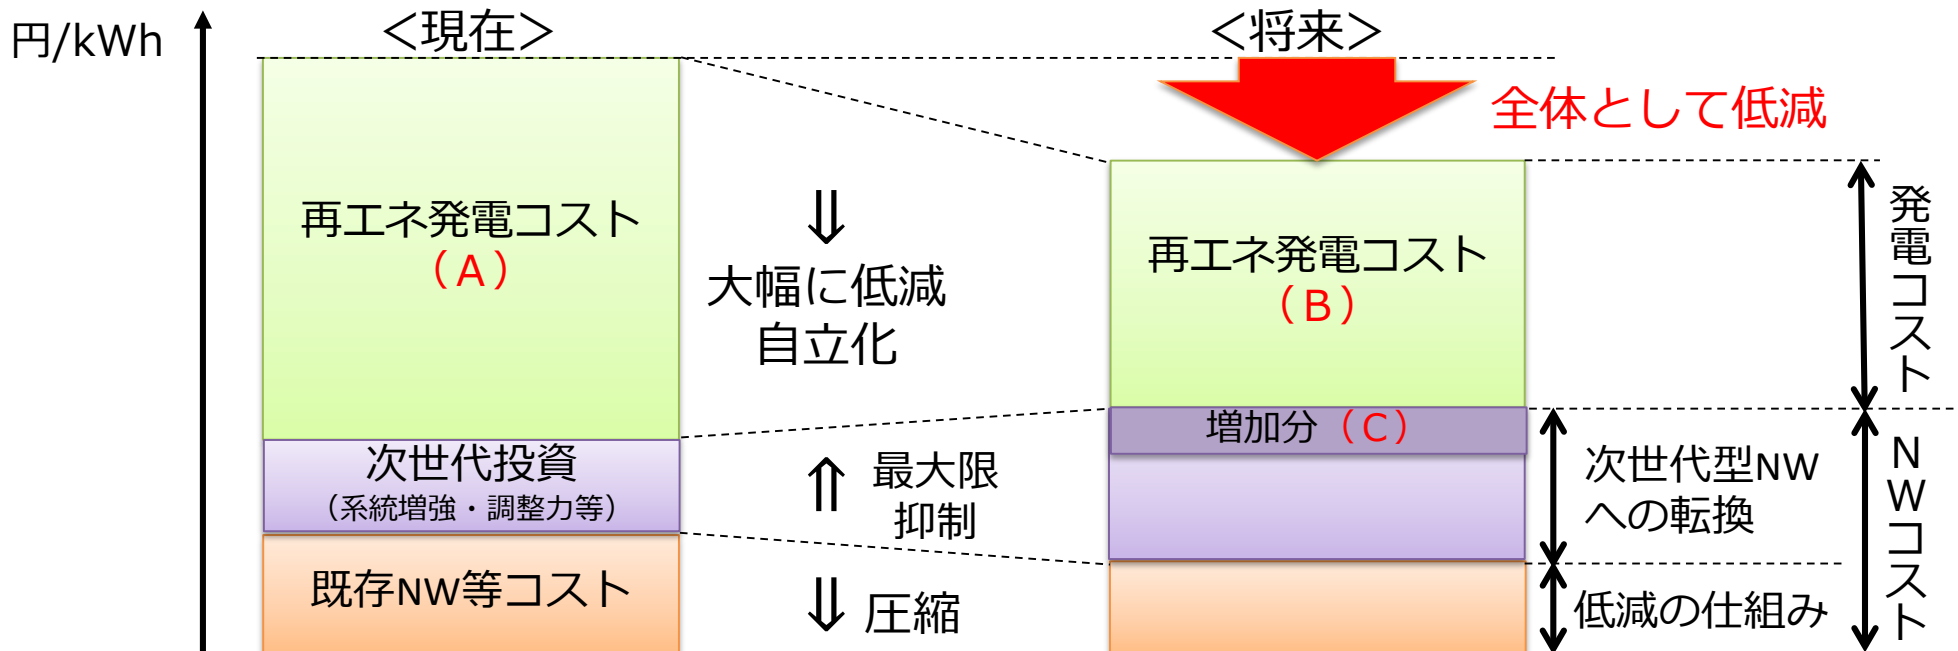 円/kWh
＜現在＞
＜将来＞
全体として低減
再エネ発電コスト
（A）
⇓
大幅に低減
自立化
再エネ発電コスト
（B）
発電コスト
次世代投資
（系統増強・調整力等）
⇑
最大限
抑制
増加分（C）
次世代型NW
への転換
NWコスト
既存NW等コスト
⇓
圧縮
低減の仕組み